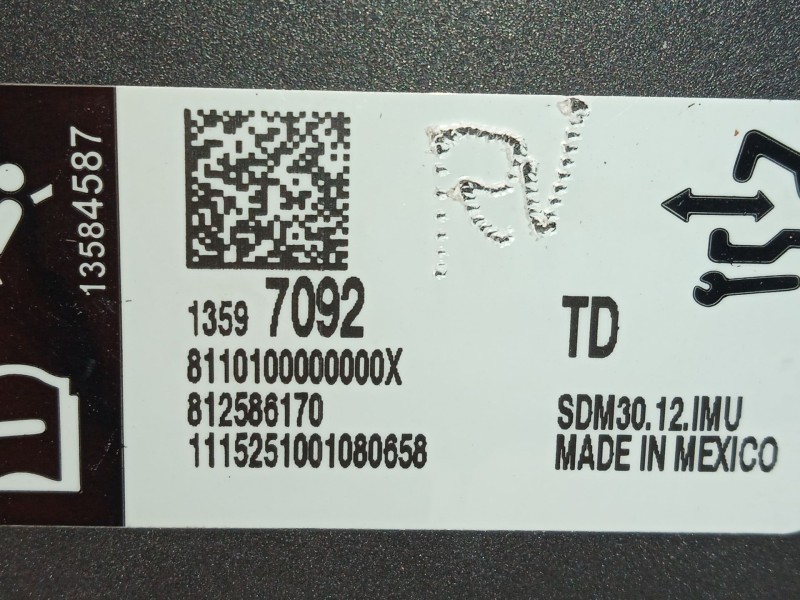 13584587
RV
1359 7092
8110100000000X
812586170
1115251001080658
TD
SDM30.12.IMU
MADE IN MEXICO